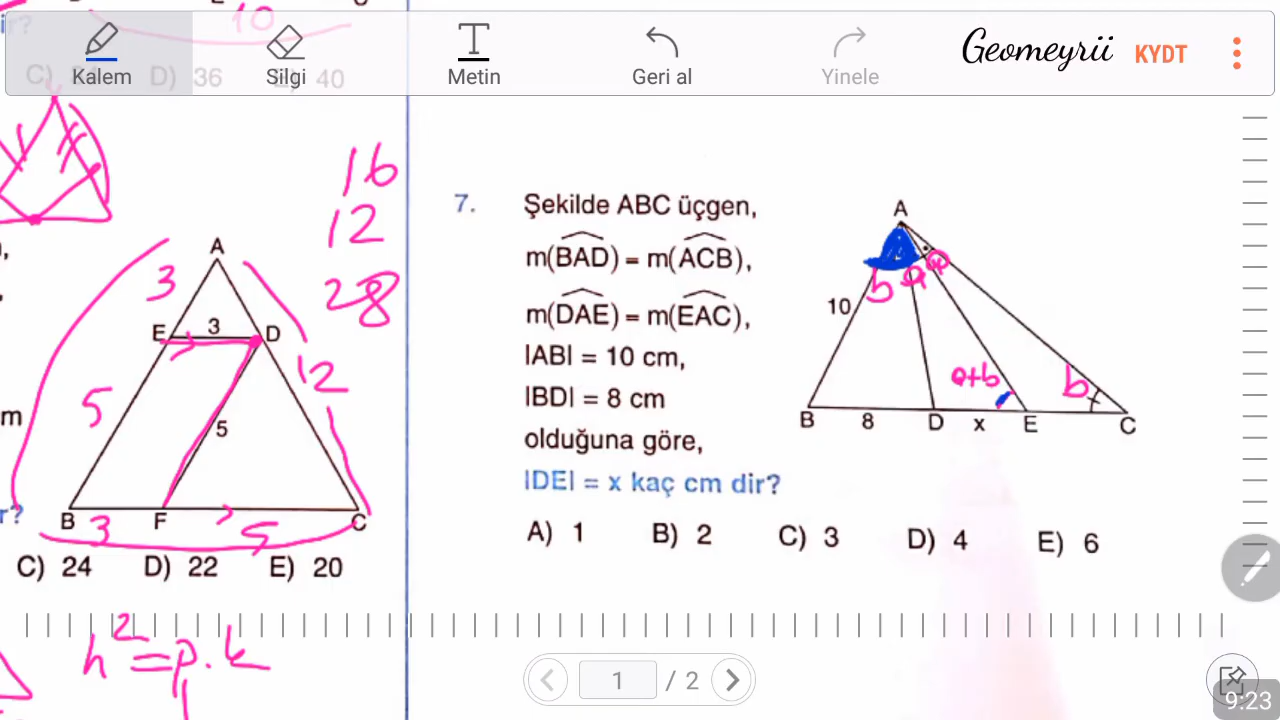 ir?
10
C) D) 36 40
Kalem
Silgi
Metin
Geri al
Yinele
Geomeyrii KYDT
16
12
28
A
3
E 3 D
12
5
5
m
r?
B F C
3 5
C) 24 D) 22 E) 20
h² = p.k
7. Şekilde ABC üçgen,
m(BAD) = m(ACB),
m(DAE) = m(EAC),
|AB| = 10 cm,
|BD| = 8 cm
olduğuna göre,
|DE| = x kaç cm dir?
A
b a a
10
a+b b
B 8 D x E C
A) 1 B) 2 C) 3 D) 4 E) 6
1 / 2
9:23